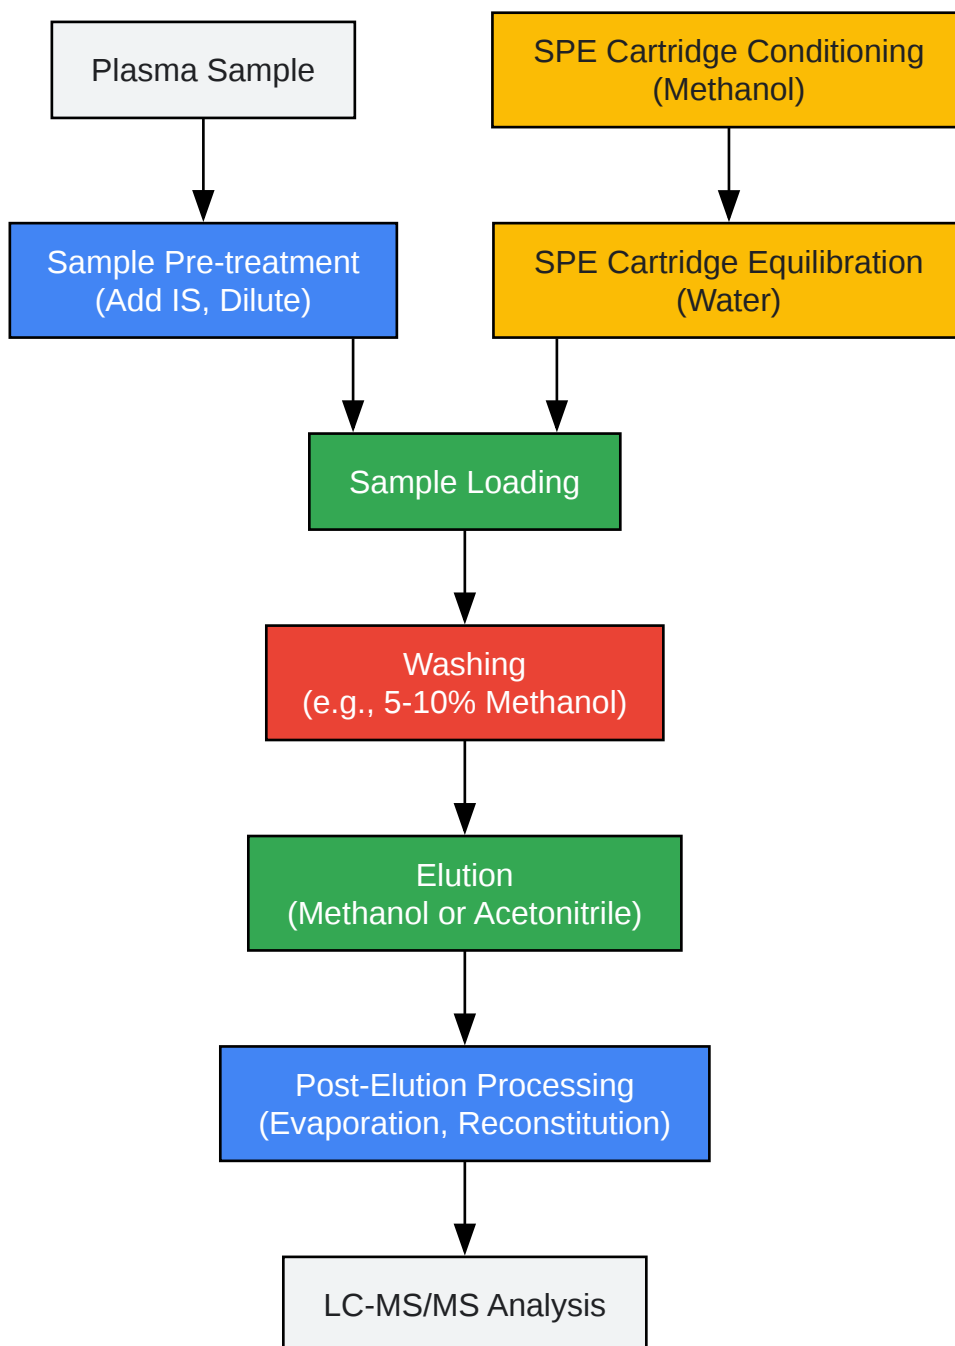 Plasma Sample
SPE Cartridge Conditioning
(Methanol)
Sample Pre-treatment
(Add IS, Dilute)
SPE Cartridge Equilibration
(Water)
Sample Loading
Washing
(e.g., 5-10% Methanol)
Elution
(Methanol or Acetonitrile)
Post-Elution Processing
(Evaporation, Reconstitution)
LC-MS/MS Analysis